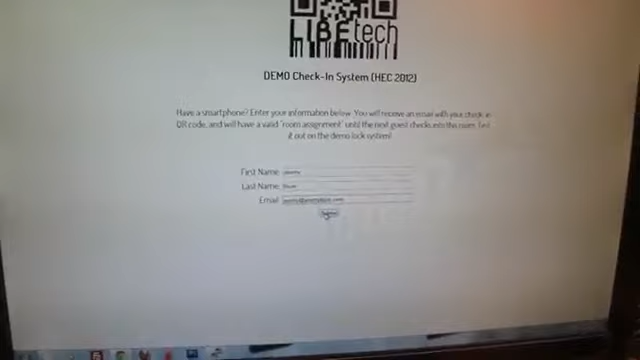 LIBEtech
DEMO Check-In System (HEC 2012)
Have a smartphone? Enter your information below. You will receive an email with your check-in
QR code, and will have a valid "room assignment" until the next guest checks into this room. Test
it out on the demo lock system!
First Name
Last Name
Email